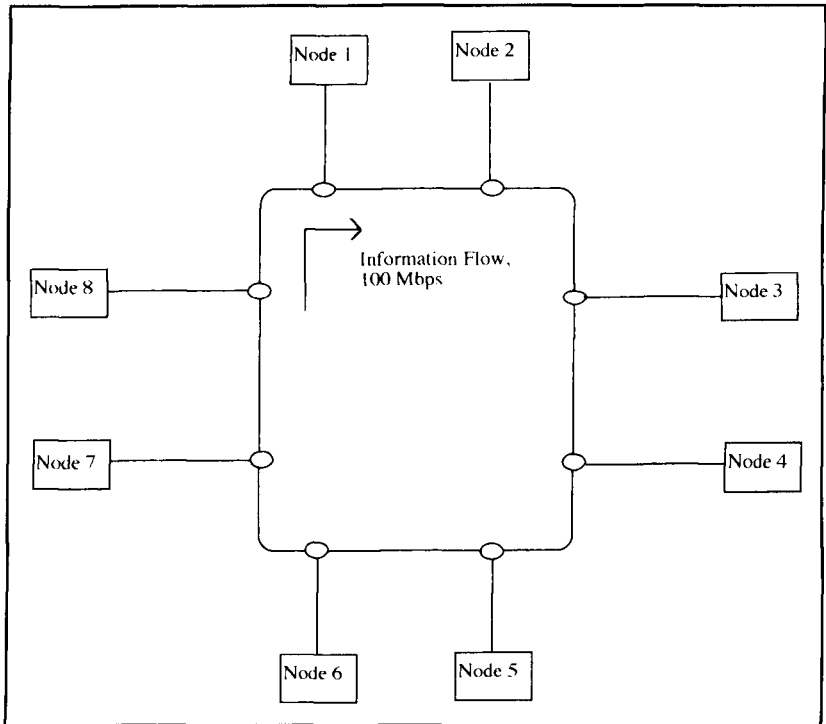 Node 1
Node 2
Information Flow,
100 Mbps
Node 8
Node 3
Node 7
Node 4
Node 6
Node 5